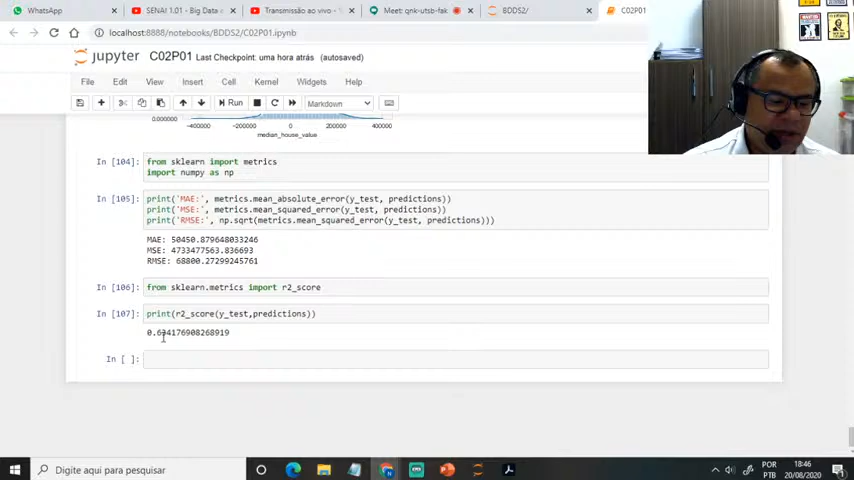 WhatsApp
SENAI 1.01 - Big Data e
Transmissão ao vivo -
Meet: qnk-utsb-fak
BDDS2/
C02P01
localhost:8888/notebooks/BDDS2/C02P01.ipynb
jupyter C02P01 Last Checkpoint: uma hora atrás (autosaved)
File Edit View Insert Cell Kernel Widgets Help
Run
Markdown
0.000000
-400000 -200000 0 200000 400000
median_house_value
In [104]: from sklearn import metrics
import numpy as np
In [105]: print('MAE:', metrics.mean_absolute_error(y_test, predictions))
print('MSE:', metrics.mean_squared_error(y_test, predictions))
print('RMSE:', np.sqrt(metrics.mean_squared_error(y_test, predictions)))
MAE: 50450.879648033246
MSE: 4733477563.836693
RMSE: 68800.27299245761
In [106]: from sklearn.metrics import r2_score
In [107]: print(r2_score(y_test,predictions))
0.634176908268919
In [ ]:
Digite aqui para pesquisar
POR
PTB
18:46
20/08/2020